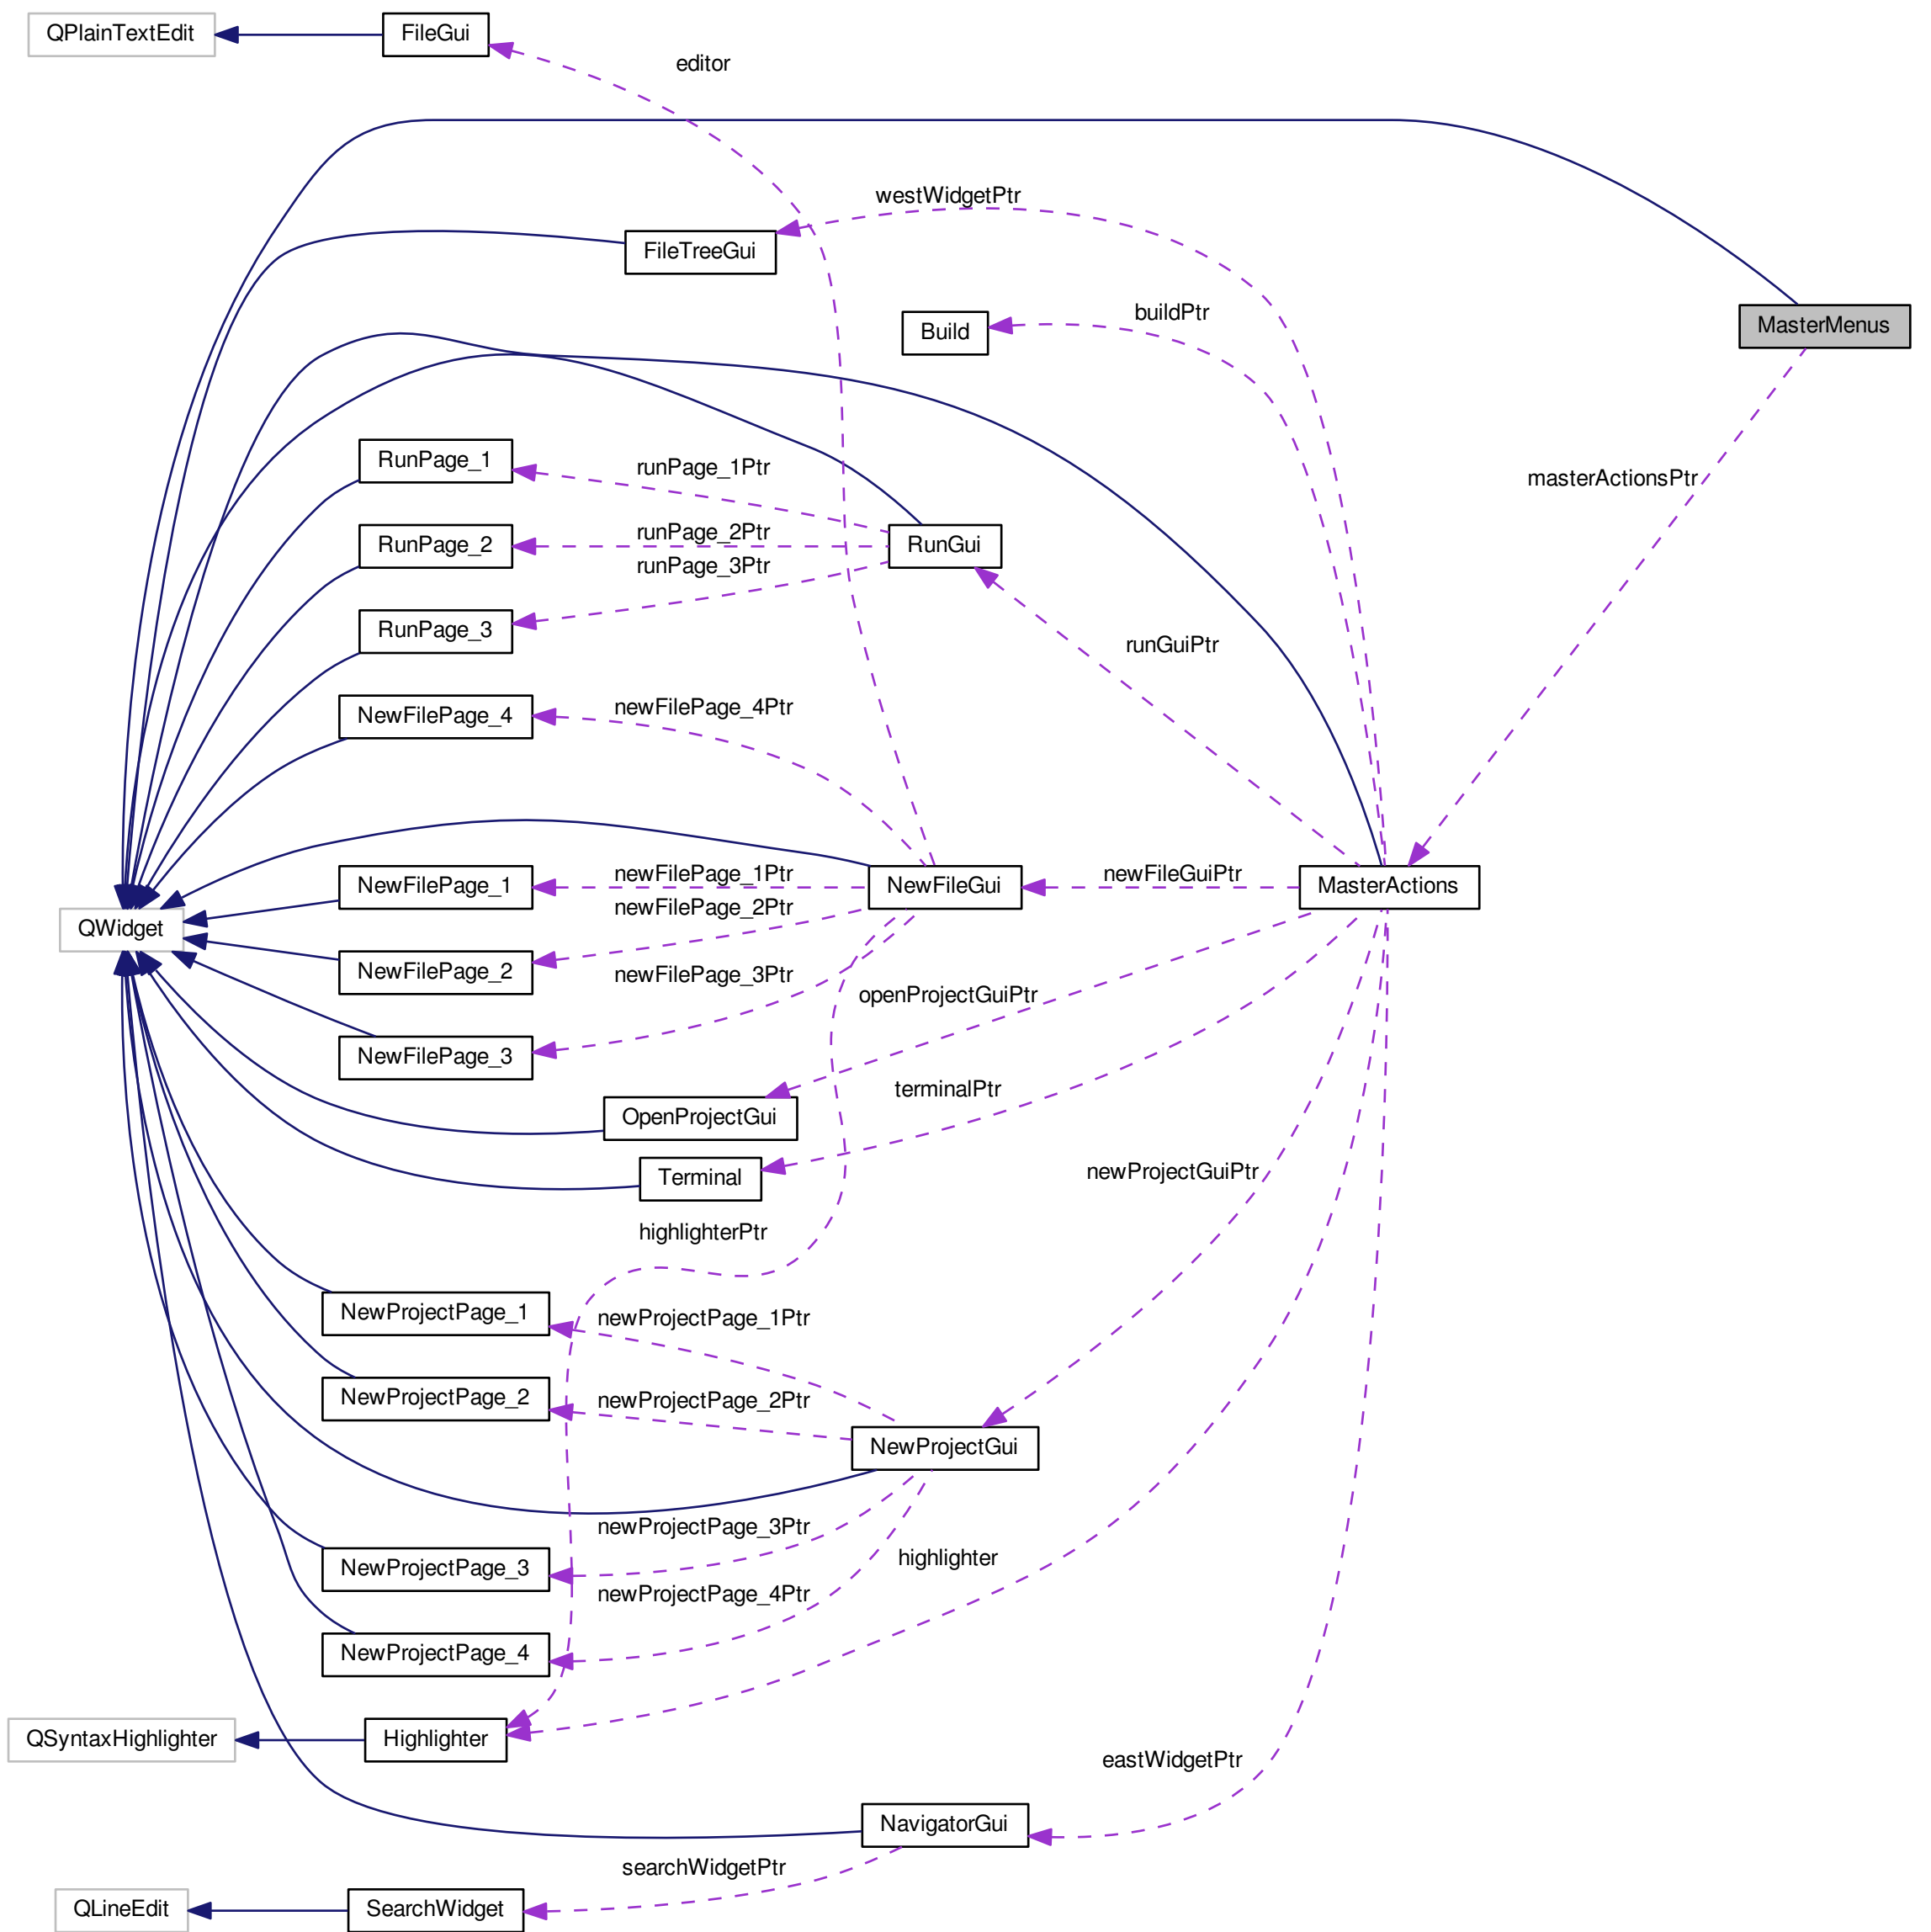 QPlainTextEdit
FileGui
editor
westWidgetPtr
FileTreeGui
buildPtr
Build
MasterMenus
RunPage_1
runPage_1Ptr
masterActionsPtr
runPage_2Ptr
RunPage_2
RunGui
runPage_3Ptr
RunPage_3
runGuiPtr
NewFilePage_4
newFilePage_4Ptr
newFilePage_1Ptr
newFileGuiPtr
NewFilePage_1
NewFileGui
MasterActions
newFilePage_2Ptr
QWidget
NewFilePage_2
newFilePage_3Ptr
openProjectGuiPtr
NewFilePage_3
terminalPtr
OpenProjectGui
Terminal
newProjectGuiPtr
highlighterPtr
NewProjectPage_1
newProjectPage_1Ptr
NewProjectPage_2
newProjectPage_2Ptr
NewProjectGui
newProjectPage_3Ptr
highlighter
NewProjectPage_3
newProjectPage_4Ptr
NewProjectPage_4
QSyntaxHighlighter
Highlighter
eastWidgetPtr
NavigatorGui
searchWidgetPtr
QLineEdit
SearchWidget